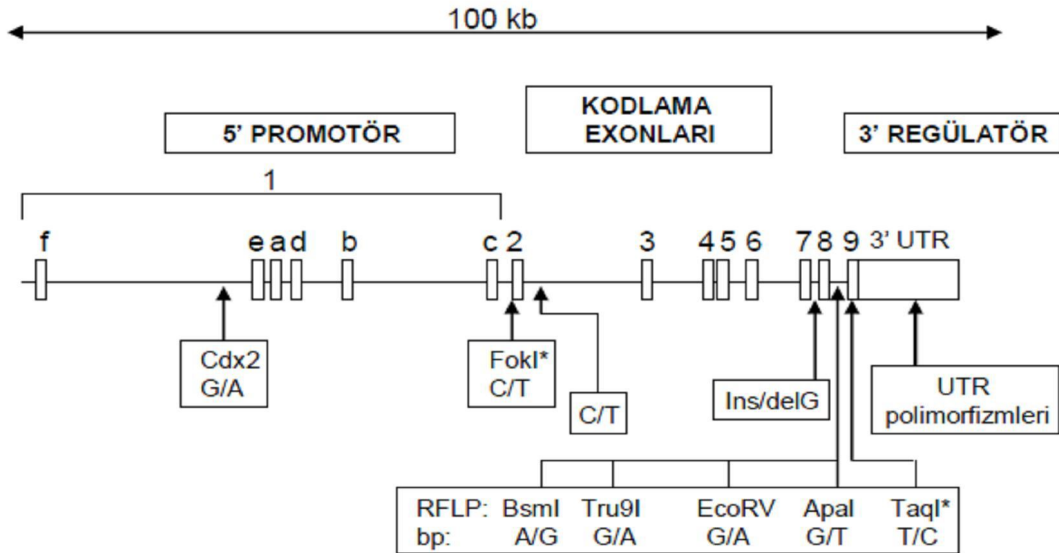 100 kb
5’ PROMOTÖR
KODLAMA
EXONLARI
3’ REGÜLATÖR
1
f e a d b c 2 3 4 5 6 7 8 9 3’ UTR
Cdx2
G/A
FokI*
C/T
C/T
Ins/delG
UTR
polimorfizmleri
RFLP: BsmI Tru9I EcoRV ApaI TaqI*
bp: A/G G/A G/A G/T T/C